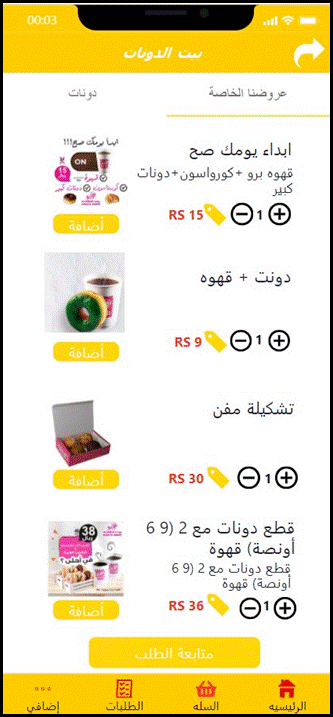 00:03
بيت الدونات
عروضنا الخاصة
دونات
ابداء يومك صح
قهوه برو +كورواسون+دونات
كبير
RS 15
1
أضافة
ON
دونت + قهوه
RS 9
1
أضافة
تشكيلة مفن
RS 30
1
أضافة
قطع دونات مع 2 (9 6
أونصة) قهوة
قطع دونات مع 2 (9 6
أونصة) قهوة
RS 36
1
أضافة
38
ريال
متابعة الطلب
الرئيسيه
السله
الطلبات
إضافي